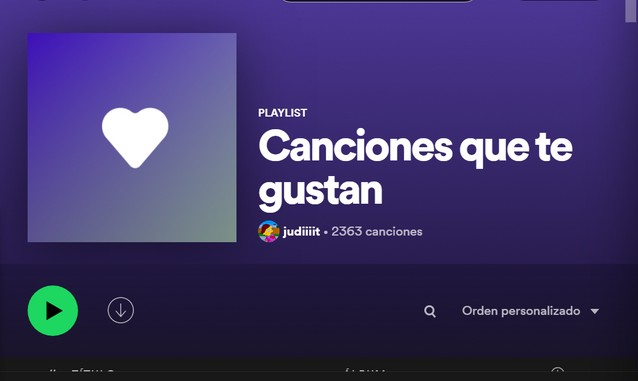 PLAYLIST
Canciones que te
gustan
judiiiit • 2363 canciones
Orden personalizado